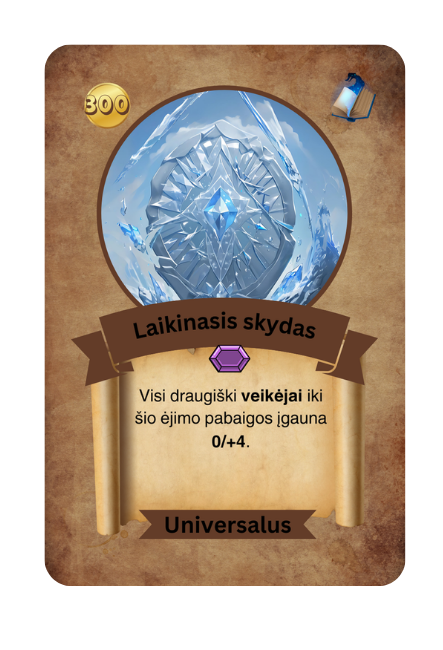 300
Laikinasis skydas
Visi draugiški veikėjai iki
šio ėjimo pabaigos įgauna
0/+4.
Universalus